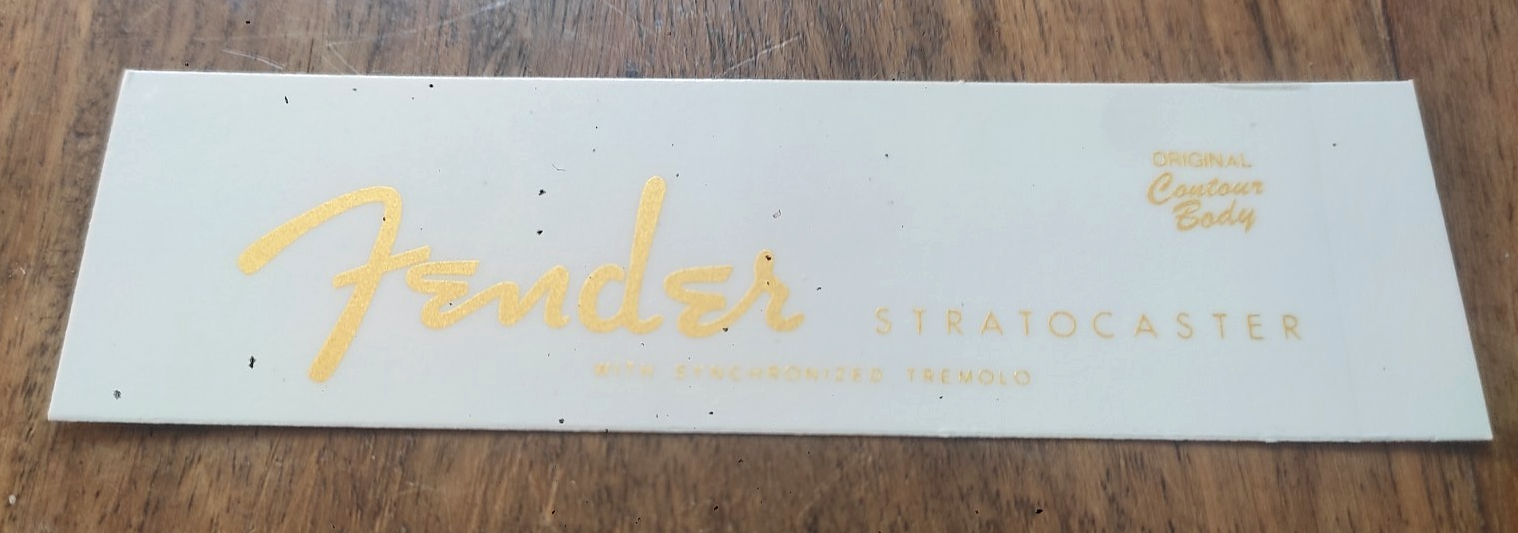 ORIGINAL
Contour
Body
Fender STRATOCASTER
WITH SYNCHRONIZED TREMOLO